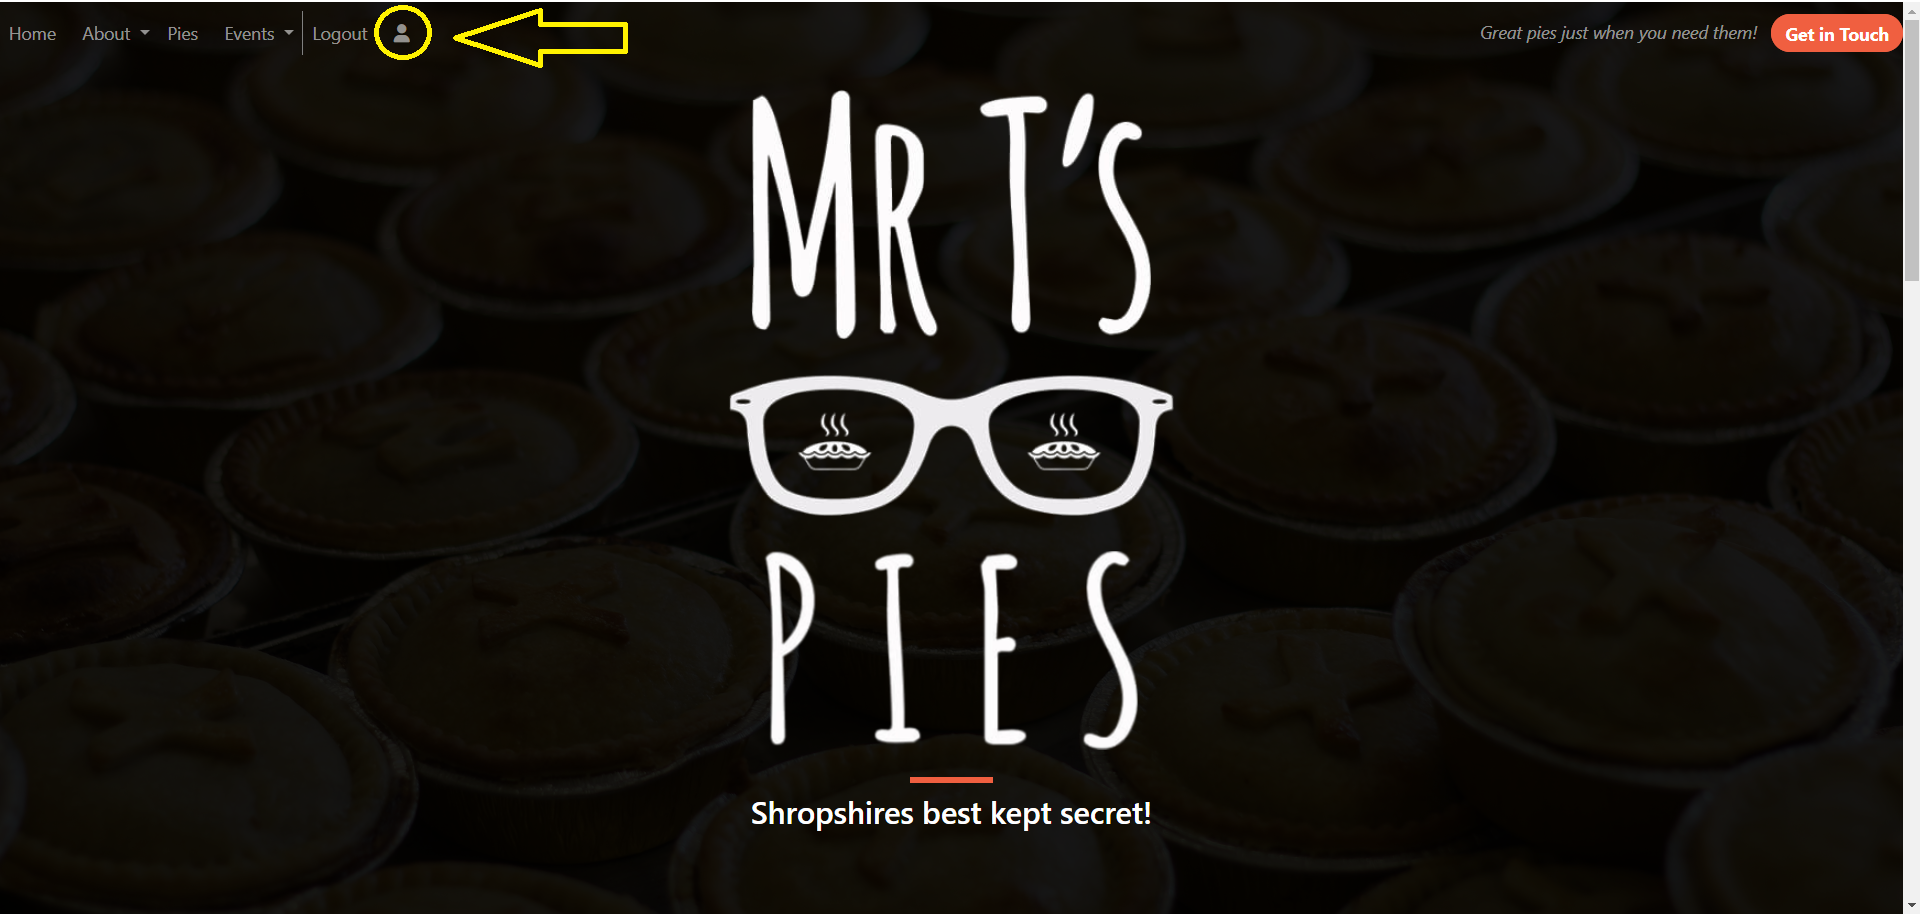 Home About Pies Events Logout Great pies just when you need them! Get in Touch
MR T'S
PIES
Shropshires best kept secret!